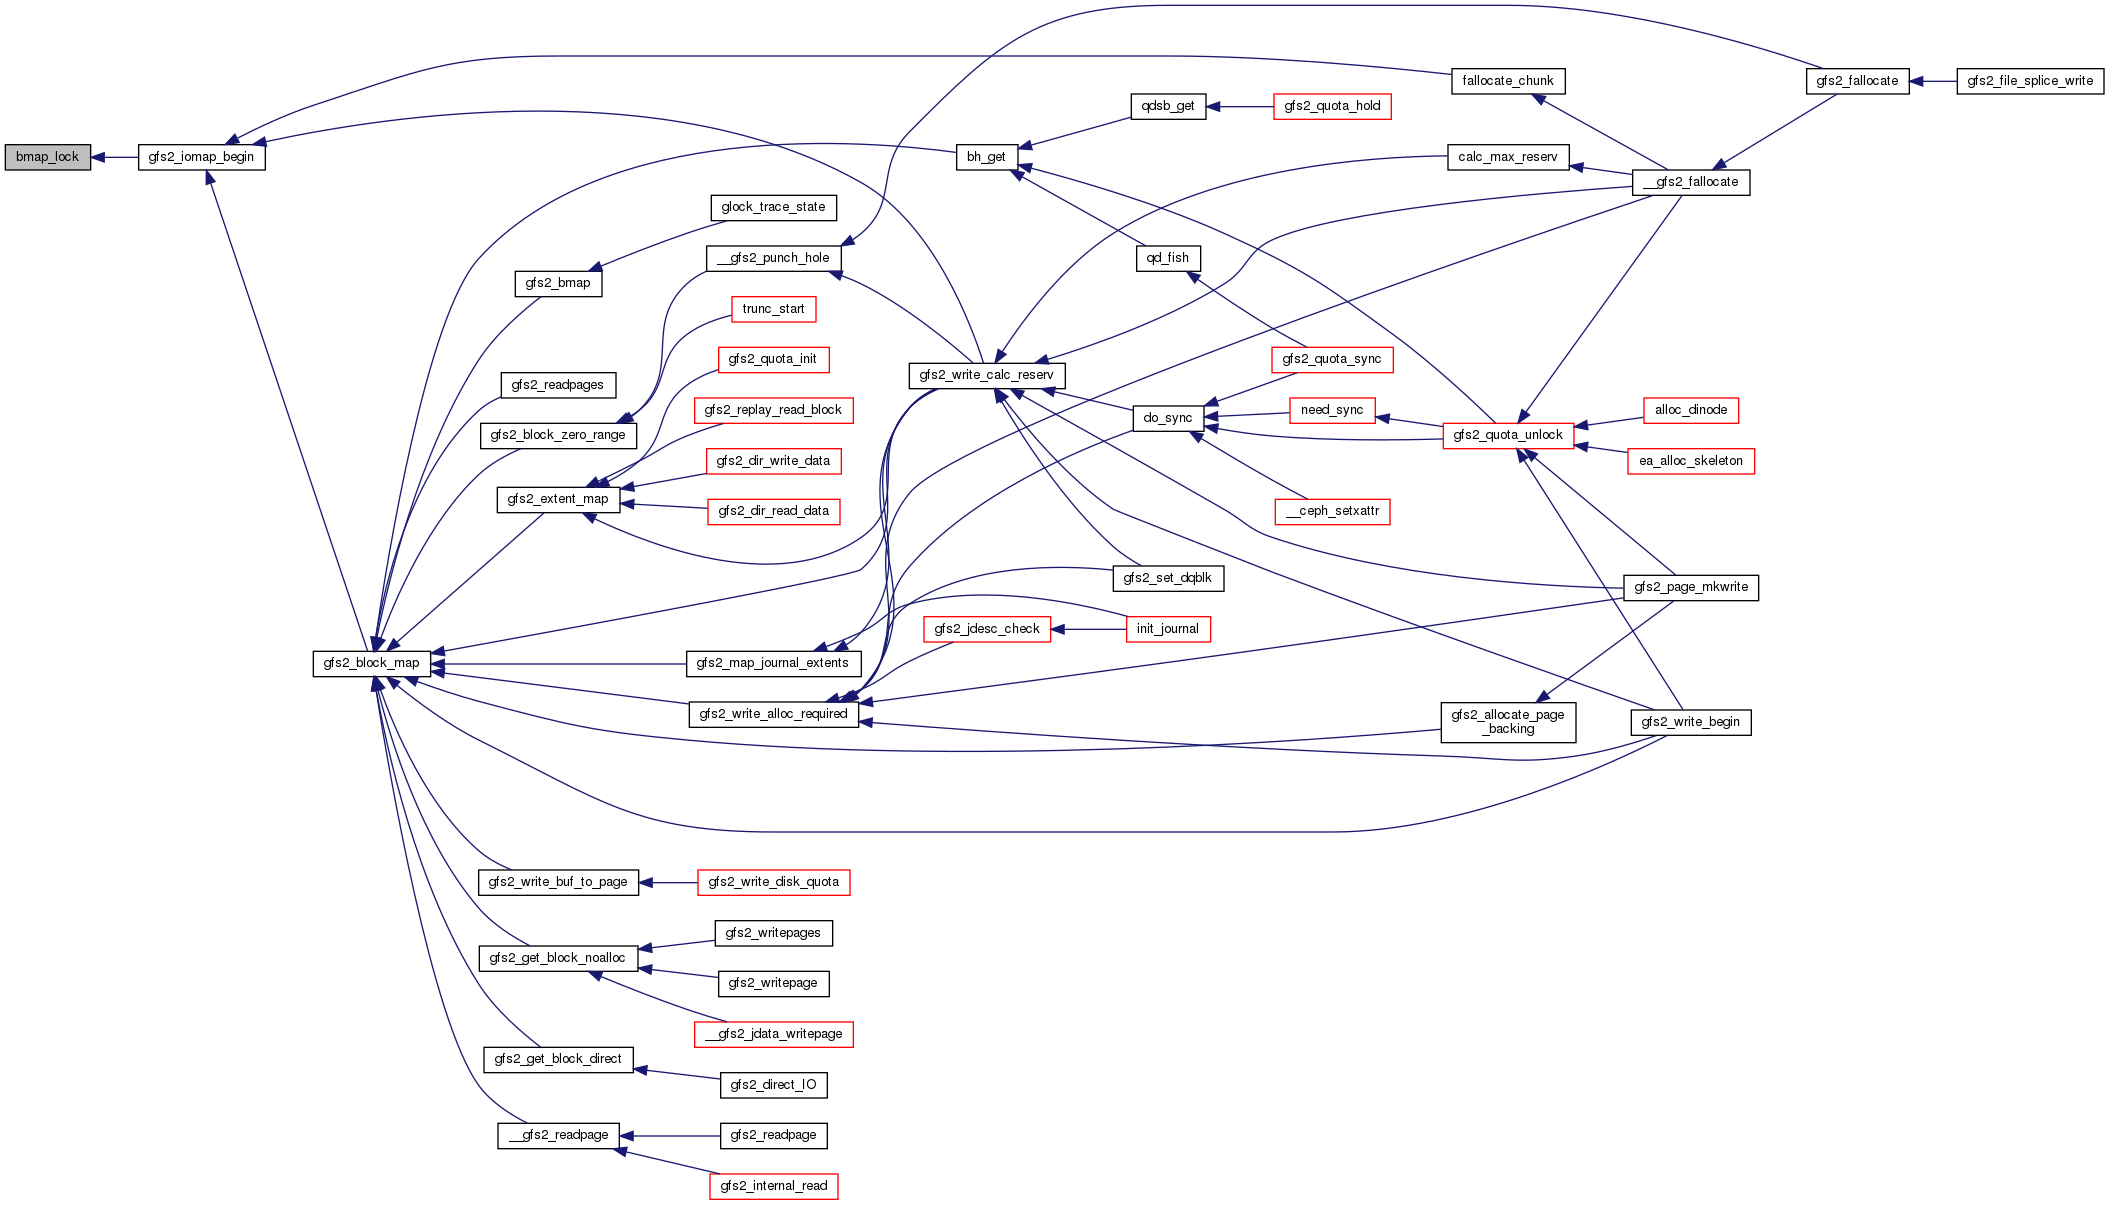 bmap_lock
gfs2_iomap_begin
gfs2_block_map
bh_get
qdsb_get
gfs2_quota_hold
fallocate_chunk
gfs2_fallocate
gfs2_file_splice_write
calc_max_reserv
__gfs2_fallocate
glock_trace_state
__gfs2_punch_hole
qd_fish
gfs2_bmap
trunc_start
gfs2_quota_init
gfs2_quota_sync
gfs2_readpages
gfs2_write_calc_reserv
gfs2_replay_read_block
do_sync
need_sync
alloc_dinode
gfs2_block_zero_range
gfs2_quota_unlock
gfs2_dir_write_data
ea_alloc_skeleton
gfs2_extent_map
gfs2_dir_read_data
__ceph_setxattr
gfs2_set_dqblk
gfs2_page_mkwrite
gfs2_jdesc_check
init_journal
gfs2_map_journal_extents
gfs2_write_alloc_required
gfs2_allocate_page
_backing
gfs2_write_begin
gfs2_write_buf_to_page
gfs2_write_disk_quota
gfs2_writepages
gfs2_get_block_noalloc
gfs2_writepage
__gfs2_jdata_writepage
gfs2_get_block_direct
gfs2_direct_IO
__gfs2_readpage
gfs2_readpage
gfs2_internal_read